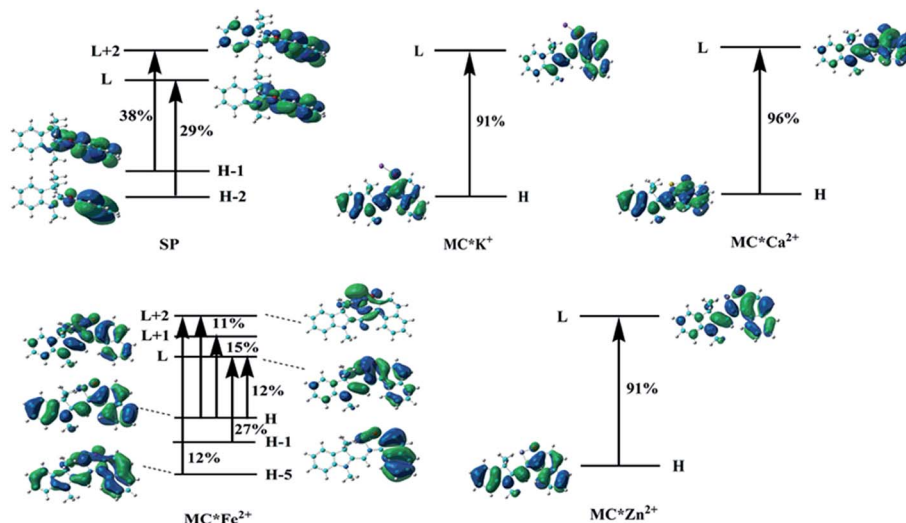 L+2
L
38%
29%
H-1
H-2
SP
L
91%
H
MC*K⁺
L
96%
H
MC*Ca²⁺
L+2
11%
L+1
15%
L
12%
H
27%
H-1
12%
H-5
MC*Fe²⁺
L
91%
H
MC*Zn²⁺